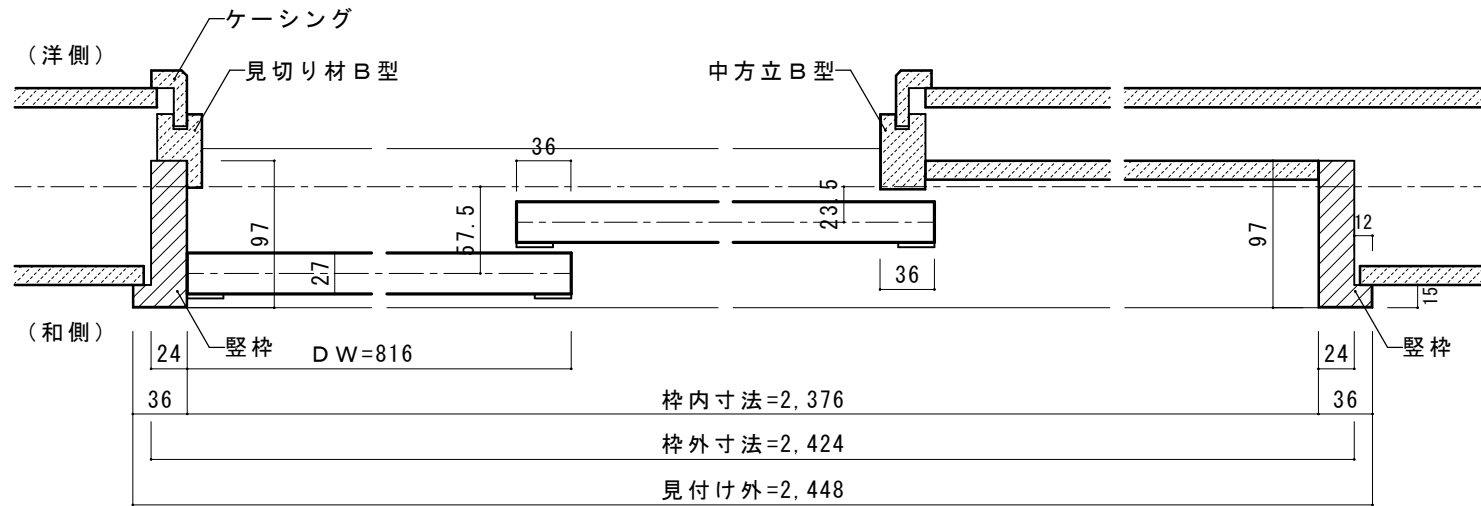 ケーシング
(洋側)
見切り材B型
中方立B型
36
97
57.5
23.5
97
12
27
36
15
(和側)
24
竪枠
DW=816
24
竪枠
36
枠内寸法=2,376
36
枠外寸法=2,424
見付け外=2,448